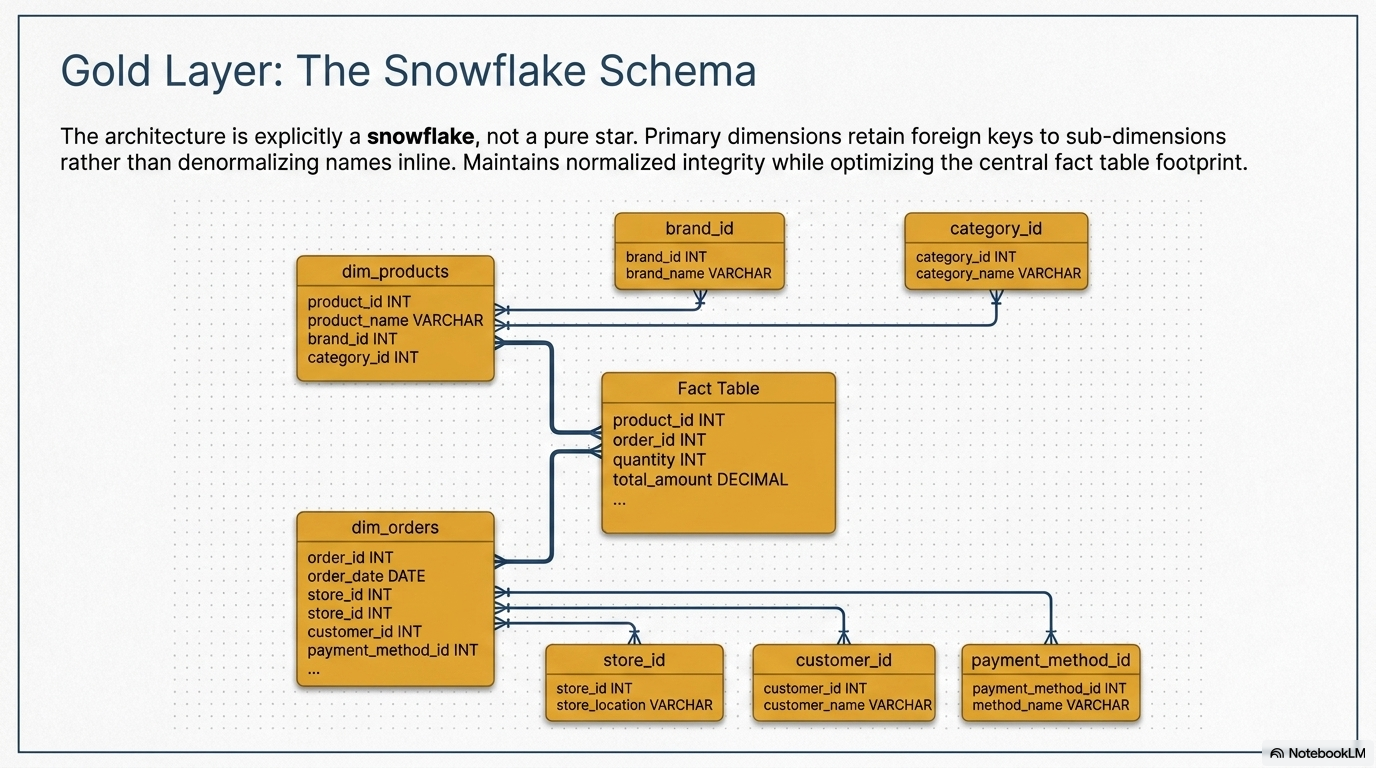 Gold Layer: The Snowflake Schema
The architecture is explicitly a snowflake, not a pure star. Primary dimensions retain foreign keys to sub-dimensions
rather than denormalizing names inline. Maintains normalized integrity while optimizing the central fact table footprint.
brand_id
brand_id INT
brand_name VARCHAR
category_id
category_id INT
category_name VARCHAR
dim_products
product_id INT
product_name VARCHAR
brand_id INT
category_id INT
Fact Table
product_id INT
order_id INT
quantity INT
total_amount DECIMAL
...
dim_orders
order_id INT
order_date DATE
store_id INT
store_id INT
customer_id INT
payment_method_id INT
...
store_id
store_id INT
store_location VARCHAR
customer_id
customer_id INT
customer_name VARCHAR
payment_method_id
payment_method_id INT
method_name VARCHAR
NotebookLM